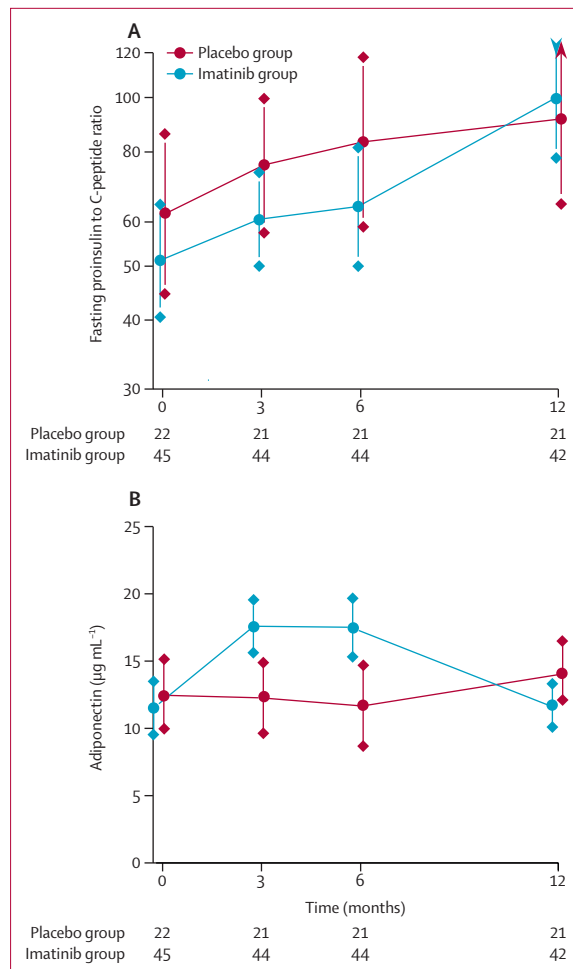 A
Placebo group
Imatinib group
Fasting proinsulin to C-peptide ratio
120
100
80
60
50
40
30
0 3 6 12
Placebo group 22 21 21 21
Imatinib group 45 44 44 42
B
Adiponectin (µg mL⁻¹)
25
20
15
10
5
0
0 3 6 12
Time (months)
Placebo group 22 21 21 21
Imatinib group 45 44 44 42